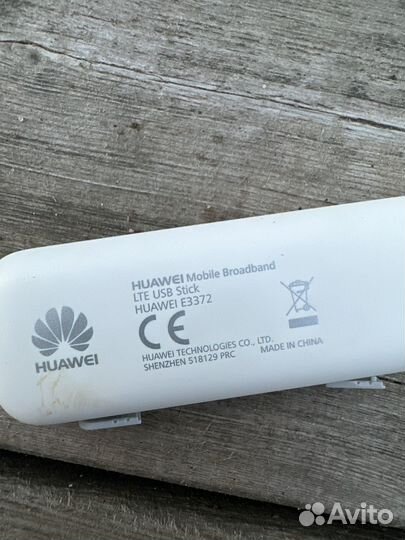 HUAWEI Mobile Broadband
LTE USB Stick
HUAWEI E3372
CE
HUAWEI TECHNOLOGIES CO., LTD.
SHENZHEN 518129 PRC
MADE IN CHINA
HUAWEI
Avito